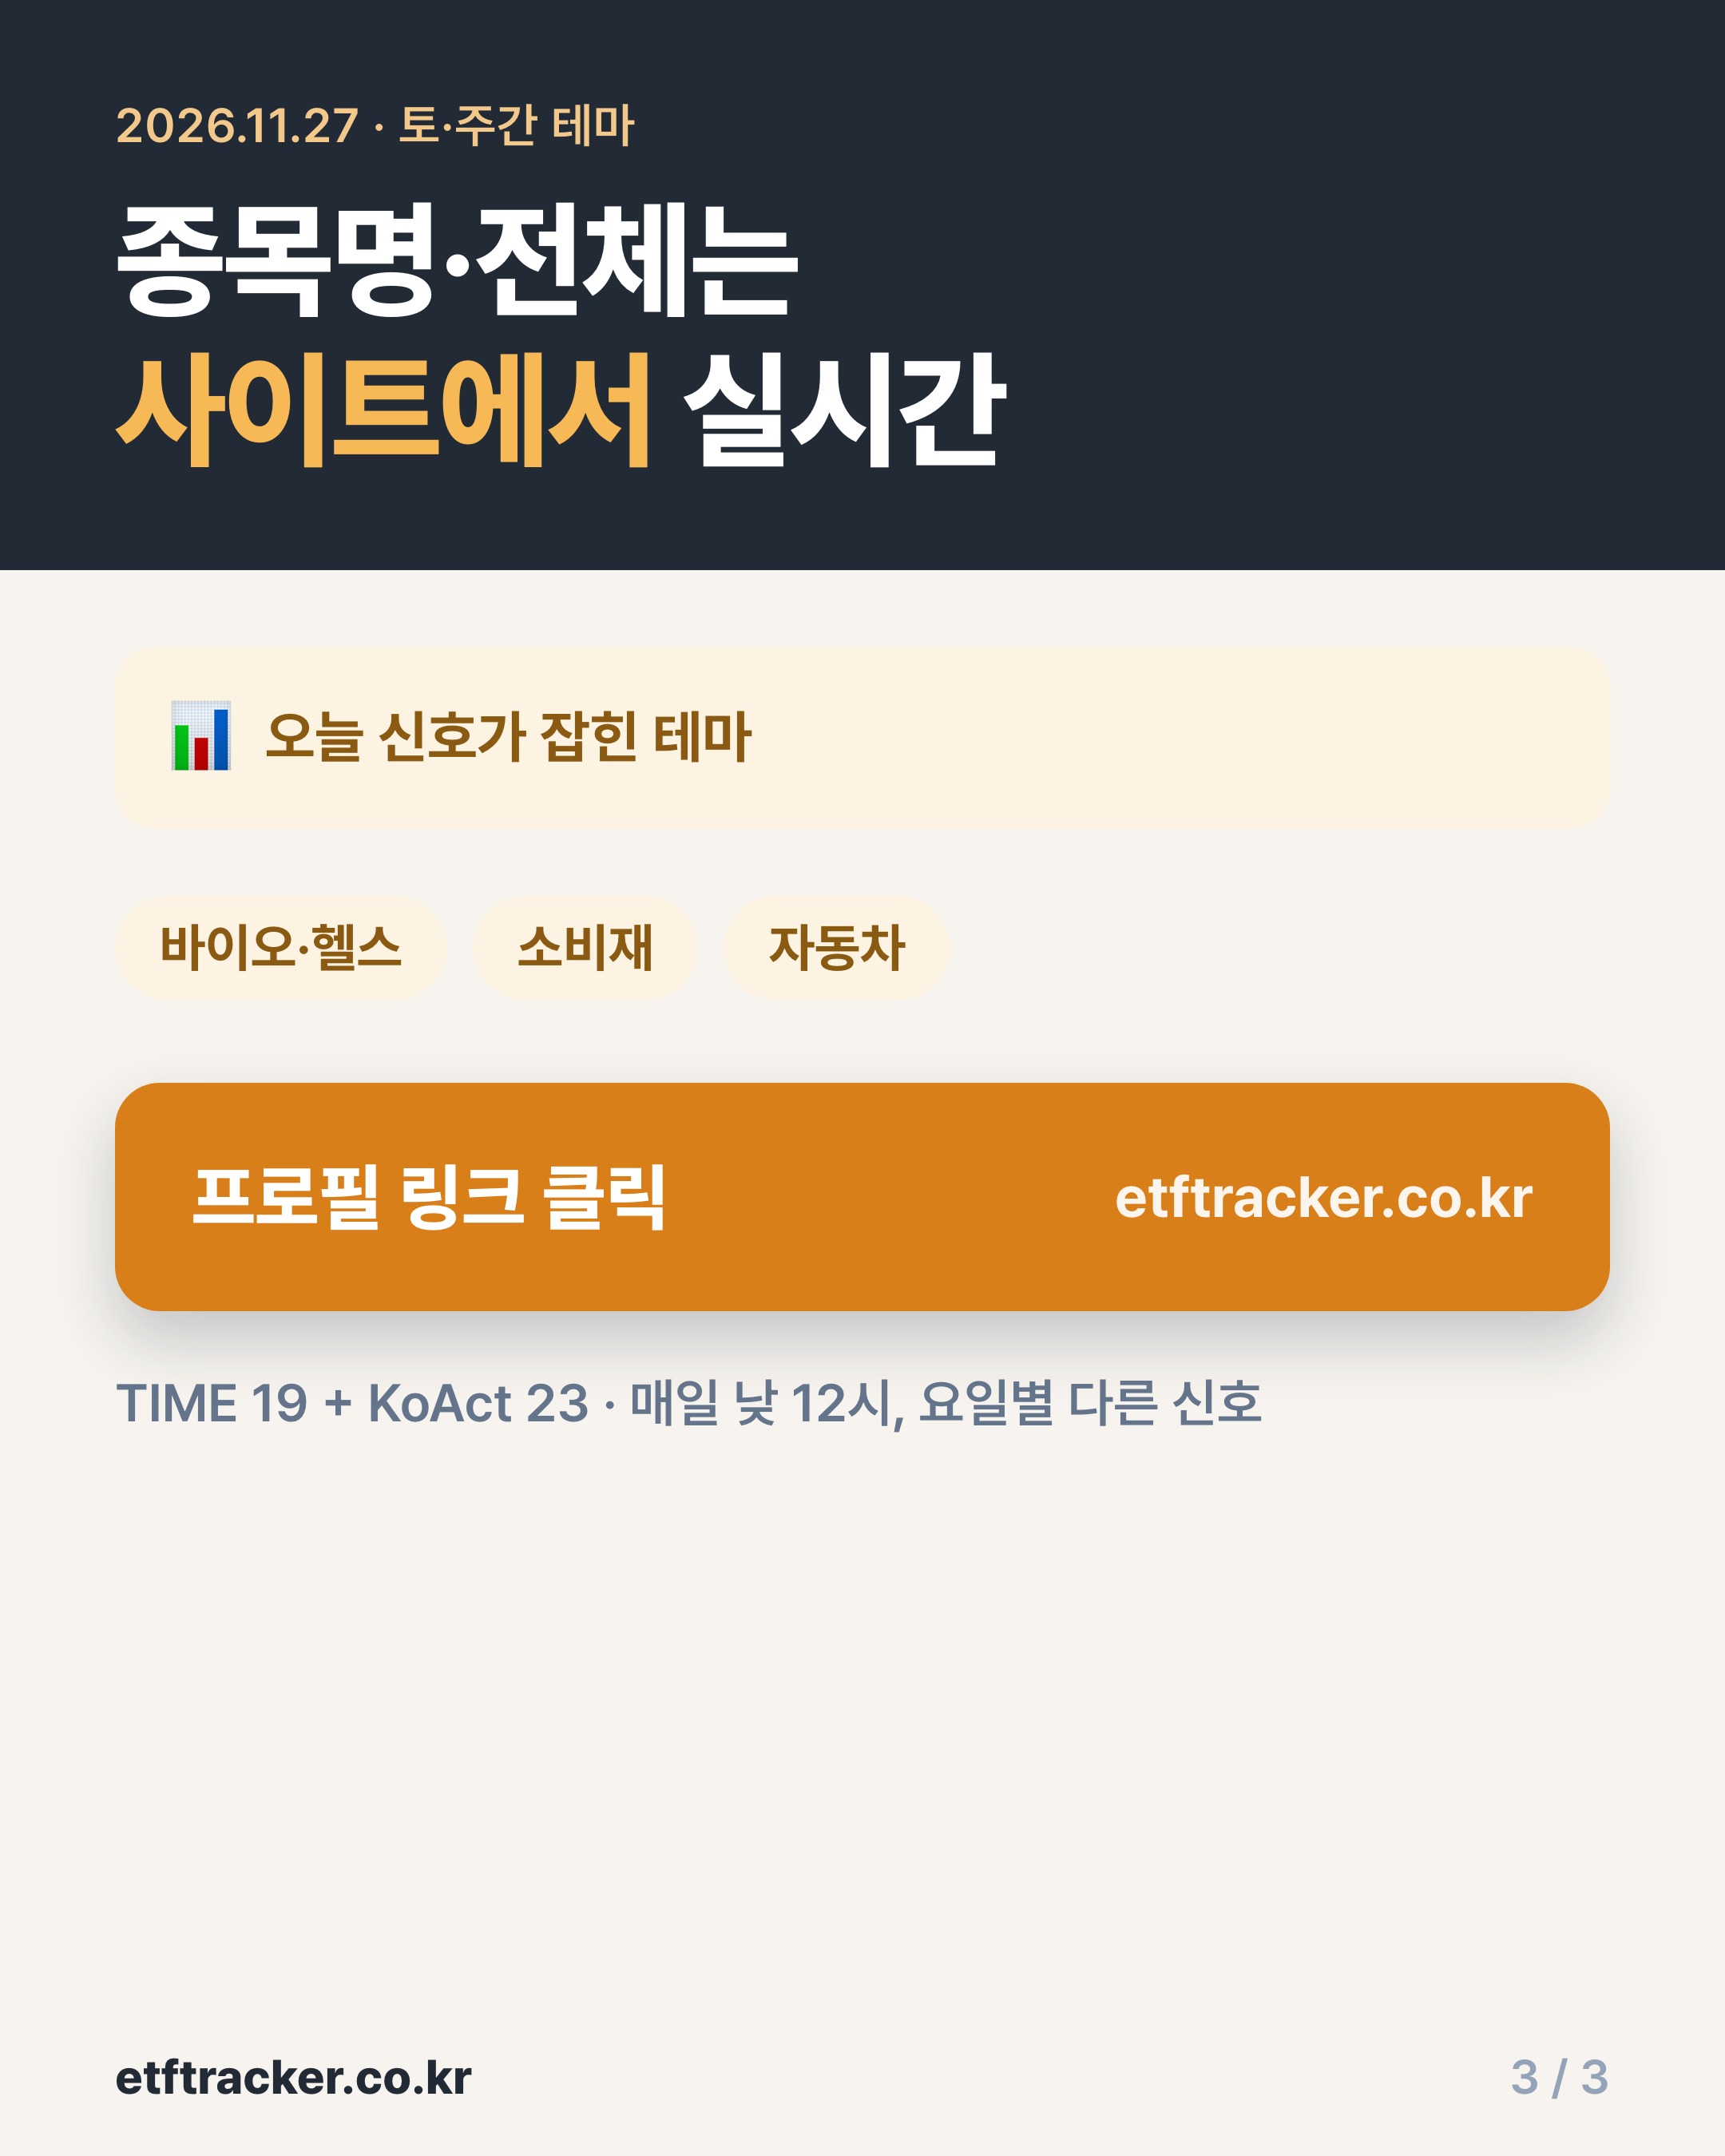 2026.11.27 · 토·주간 테마
종목명·전체는
사이트에서 실시간
📊 오늘 신호가 잡힌 테마
바이오·헬스 소비재 자동차
프로필 링크 클릭 etftracker.co.kr
TIME 19 + KoAct 23 · 매일 낮 12시, 요일별 다른 신호
etftracker.co.kr 3 / 3